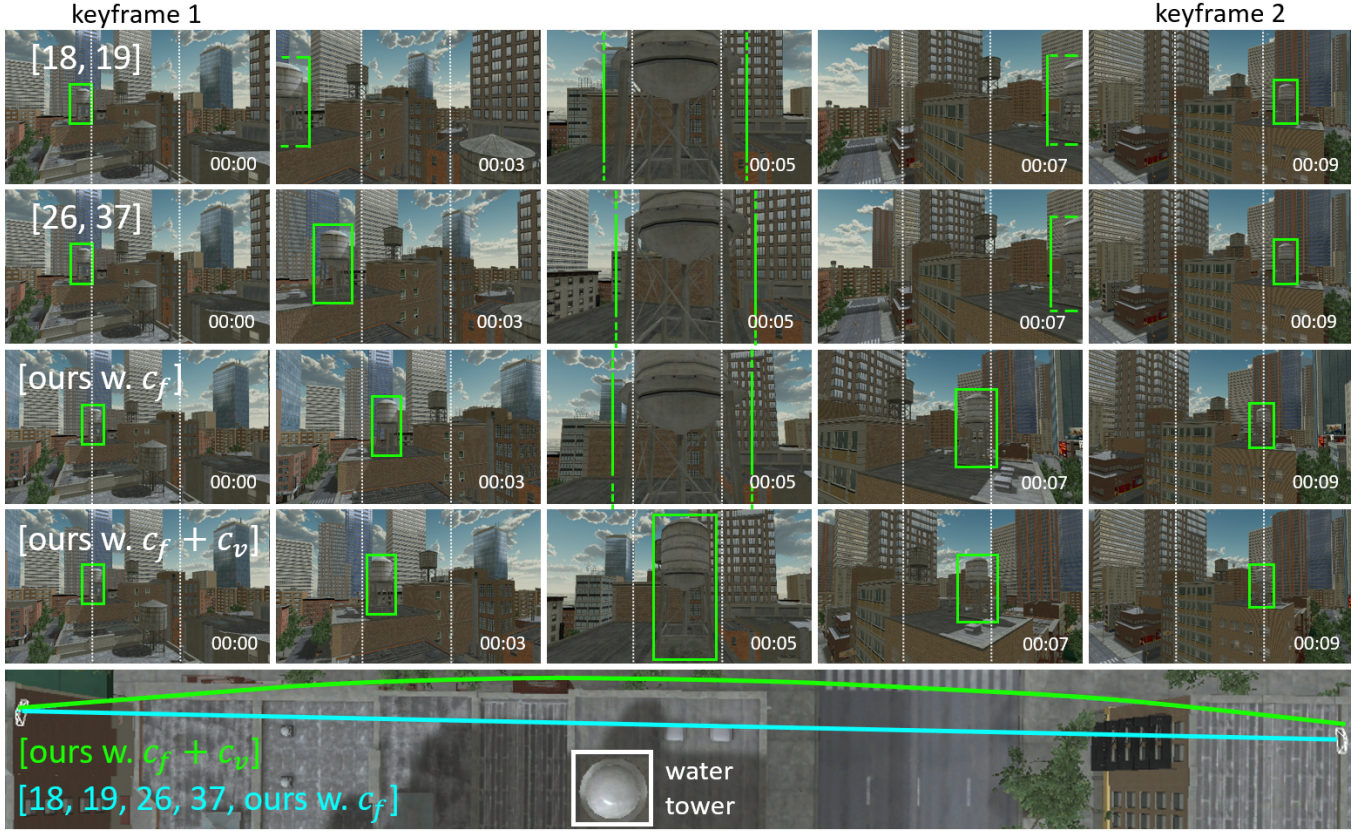 keyframe 1
keyframe 2
[18, 19]
00:00
00:03
00:05
00:07
00:09
[26, 37]
00:00
00:03
00:05
00:07
00:09
[ours w. c_f]
00:00
00:03
00:05
00:07
00:09
[ours w. c_f + c_v]
00:00
00:03
00:05
00:07
00:09
[ours w. c_f + c_v]
[18, 19, 26, 37, ours w. c_f]
water
tower